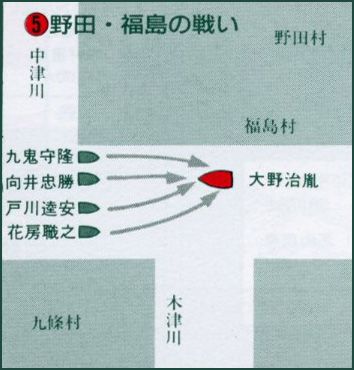 ⑤野田・福島の戦い
中津川
野田村
福島村
九鬼守隆
向井忠勝
戸川逵安
花房職之
大野治胤
九條村
木津川